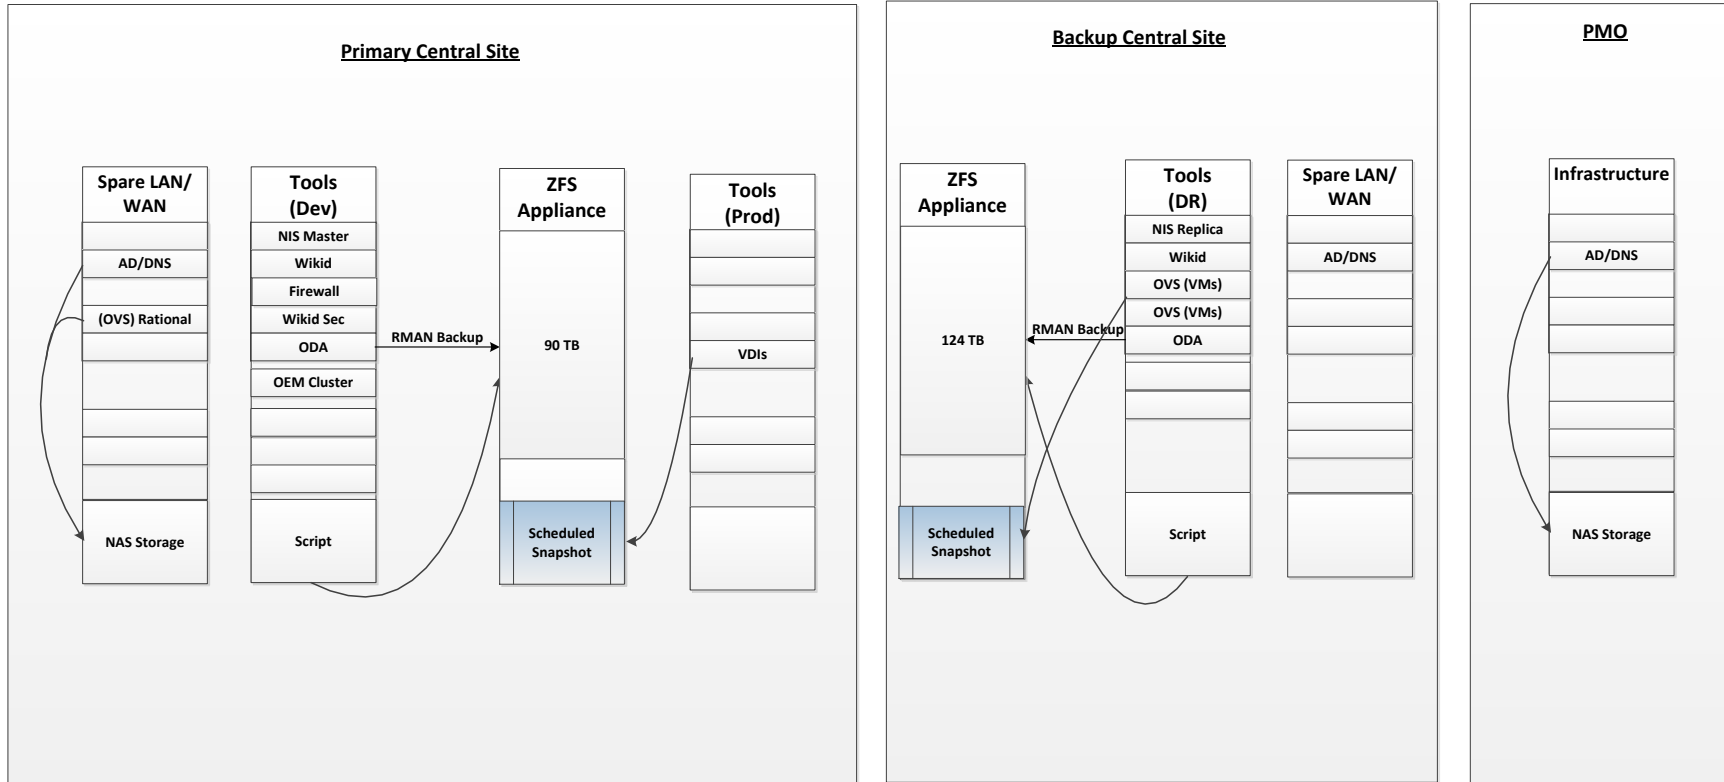 Primary Central Site
Spare LAN/
WAN
AD/DNS
(OVS) Rational
NAS Storage
Tools
(Dev)
NIS Master
Wikid
Firewall
Wikid Sec
ODA
OEM Cluster
Script
RMAN Backup
ZFS
Appliance
90 TB
Scheduled
Snapshot
Tools
(Prod)
VDIs
Backup Central Site
ZFS
Appliance
124 TB
Scheduled
Snapshot
RMAN Backup
Tools
(DR)
NIS Replica
Wikid
OVS (VMs)
OVS (VMs)
ODA
Script
Spare LAN/
WAN
AD/DNS
PMO
Infrastructure
AD/DNS
NAS Storage